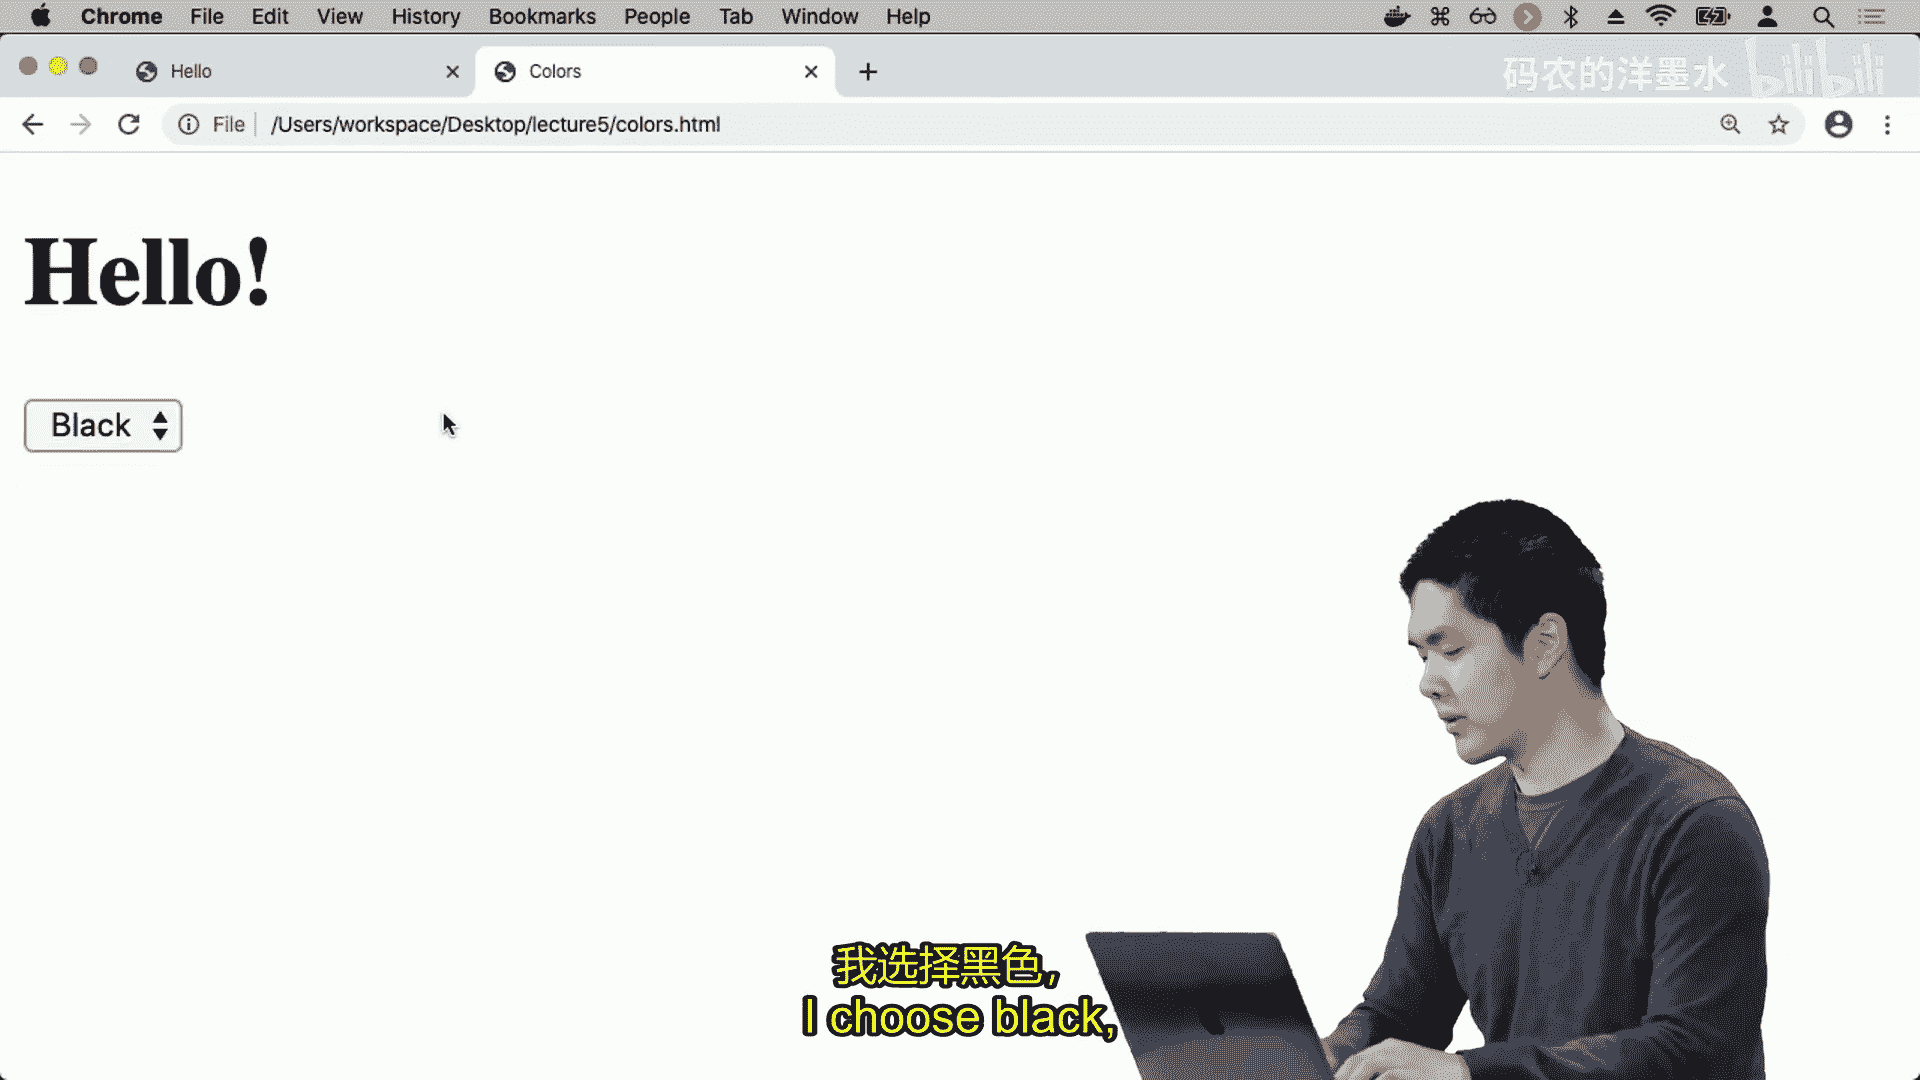 Chrome File Edit View History Bookmarks People Tab Window Help
Hello
Colors
码农的洋墨水 bilibili
File /Users/workspace/Desktop/lecture5/colors.html
Hello!
Black
我选择黑色，
I choose black,